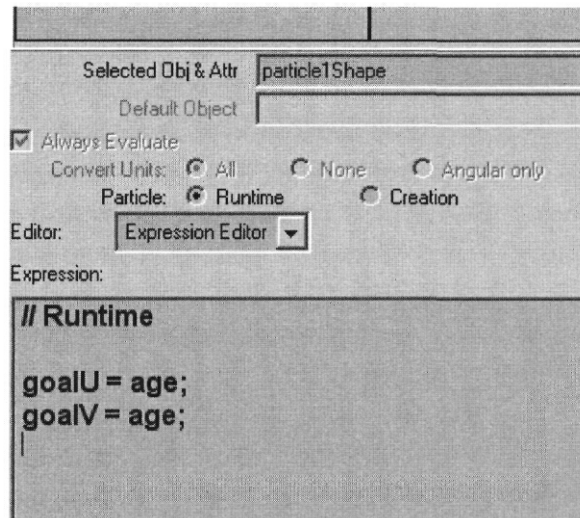 Selected Obj & Attr particle1Shape
Default Object
Always Evaluate
Convert Units: All None Angular only
Particle: Runtime Creation
Editor: Expression Editor
Expression:
// Runtime
goalU = age;
goalV = age;